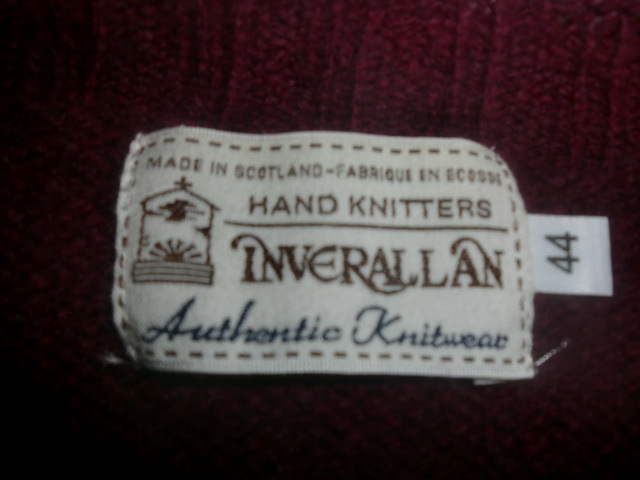 MADE IN SCOTLAND-FABRIQUE EN ECOSSE
HAND KNITTERS
INVERALLAN
Authentic Knitwear
44